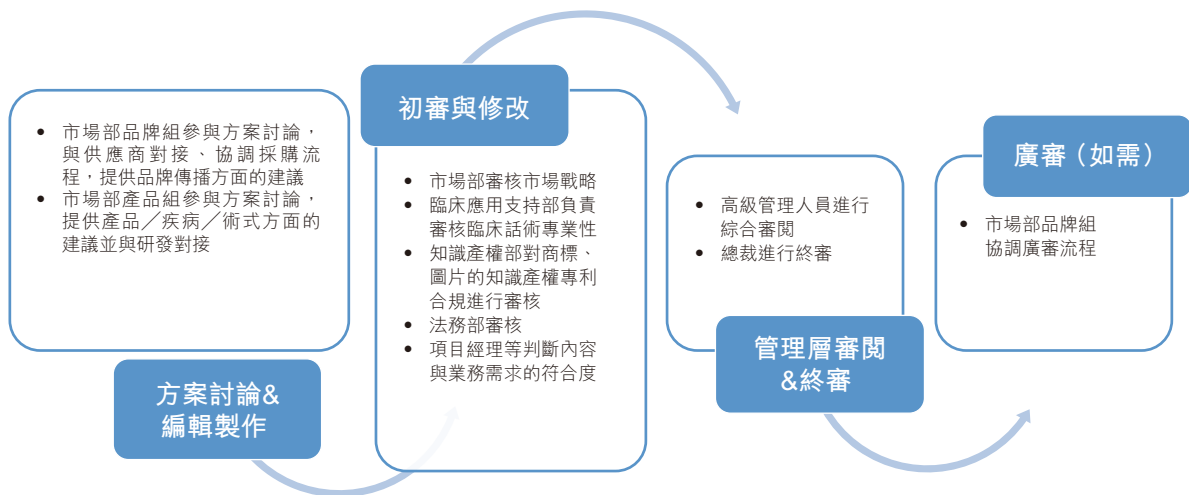 市場部品牌組參與方案討論，
與供應商對接、協調採購流
程，提供品牌傳播方面的建議
市場部產品組參與方案討論，
提供產品／疾病／術式方面的
建議並與研發對接
方案討論&
編輯製作
初審與修改
市場部審核市場戰略
臨床應用支持部負責
審核臨床話術專業性
知識產權部對商標、
圖片的知識產權專利
合規進行審核
法務部審核
項目經理等判斷內容
與業務需求的符合度
高級管理人員進行
綜合審閱
總裁進行終審
管理層審閱
&終審
廣審（如需）
市場部品牌組
協調廣審流程